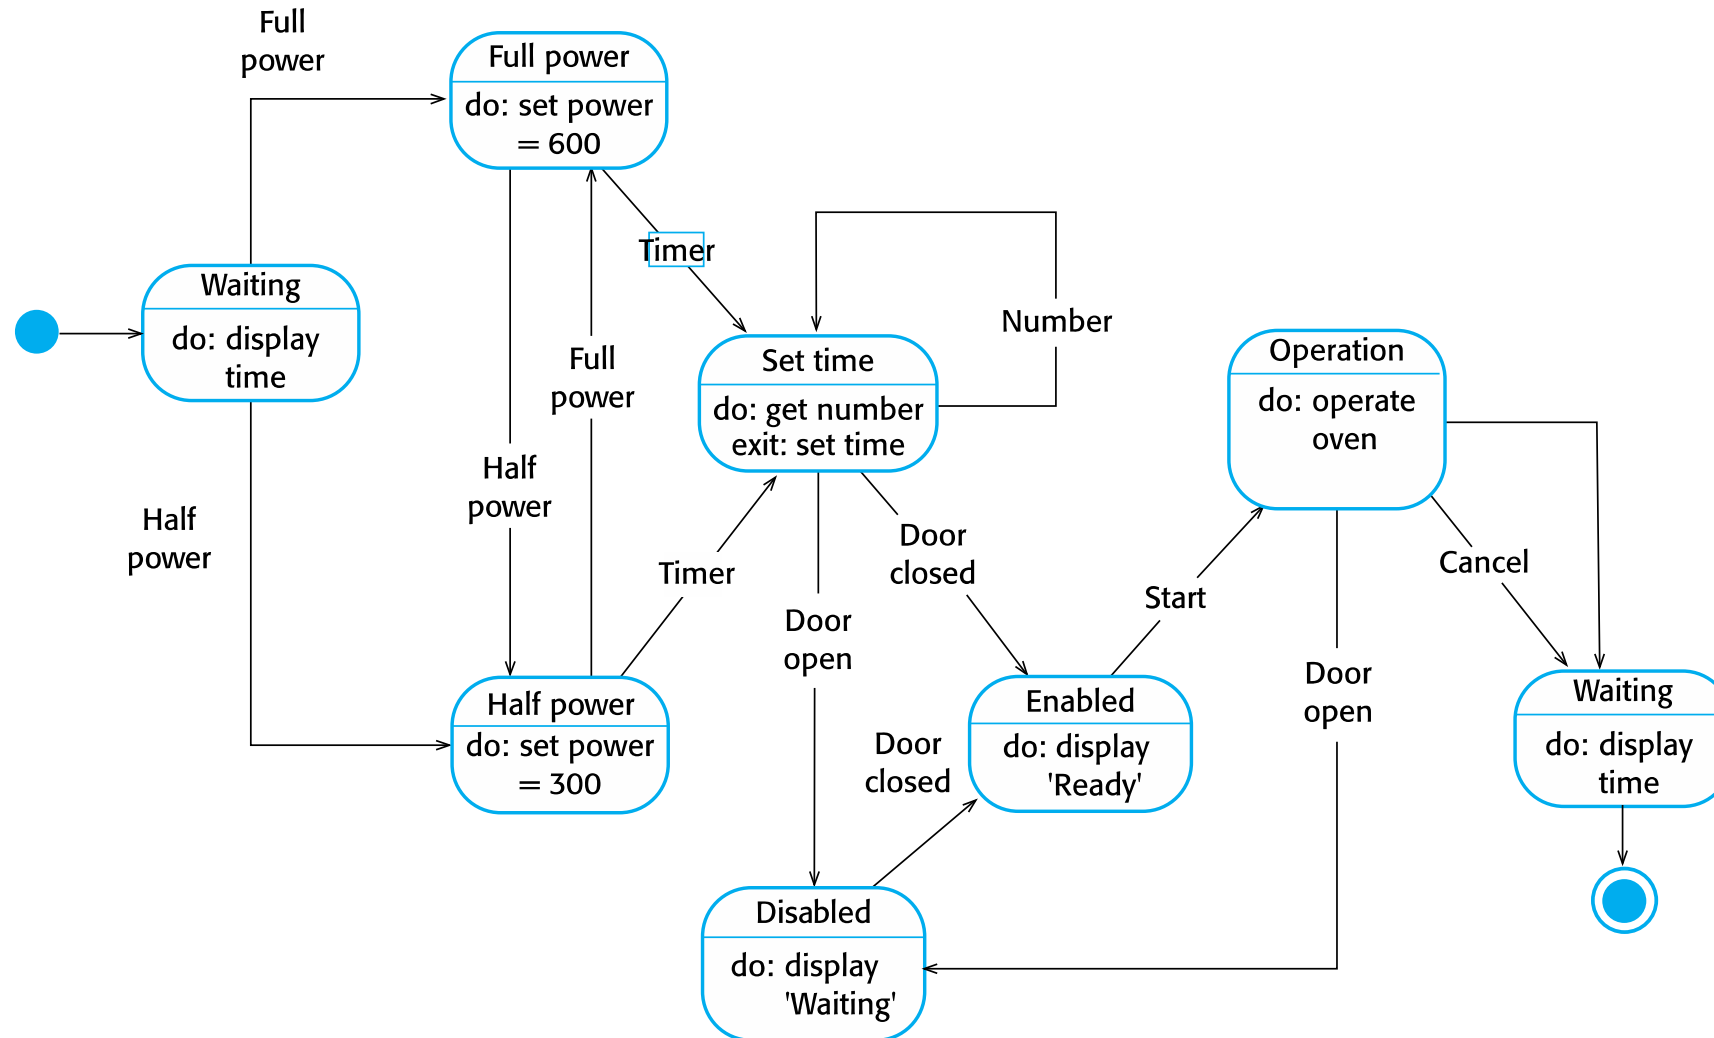 Full
power
Full power
do: set power
= 600
Timer
Waiting
do: display
time
Number
Full
power
Set time
do: get number
exit: set time
Operation
do: operate
oven
Half
power
Half
power
Door
closed
Timer
Cancel
Start
Door
open
Door
open
Half power
do: set power
= 300
Enabled
do: display
'Ready'
Waiting
do: display
time
Door
closed
Disabled
do: display
'Waiting'